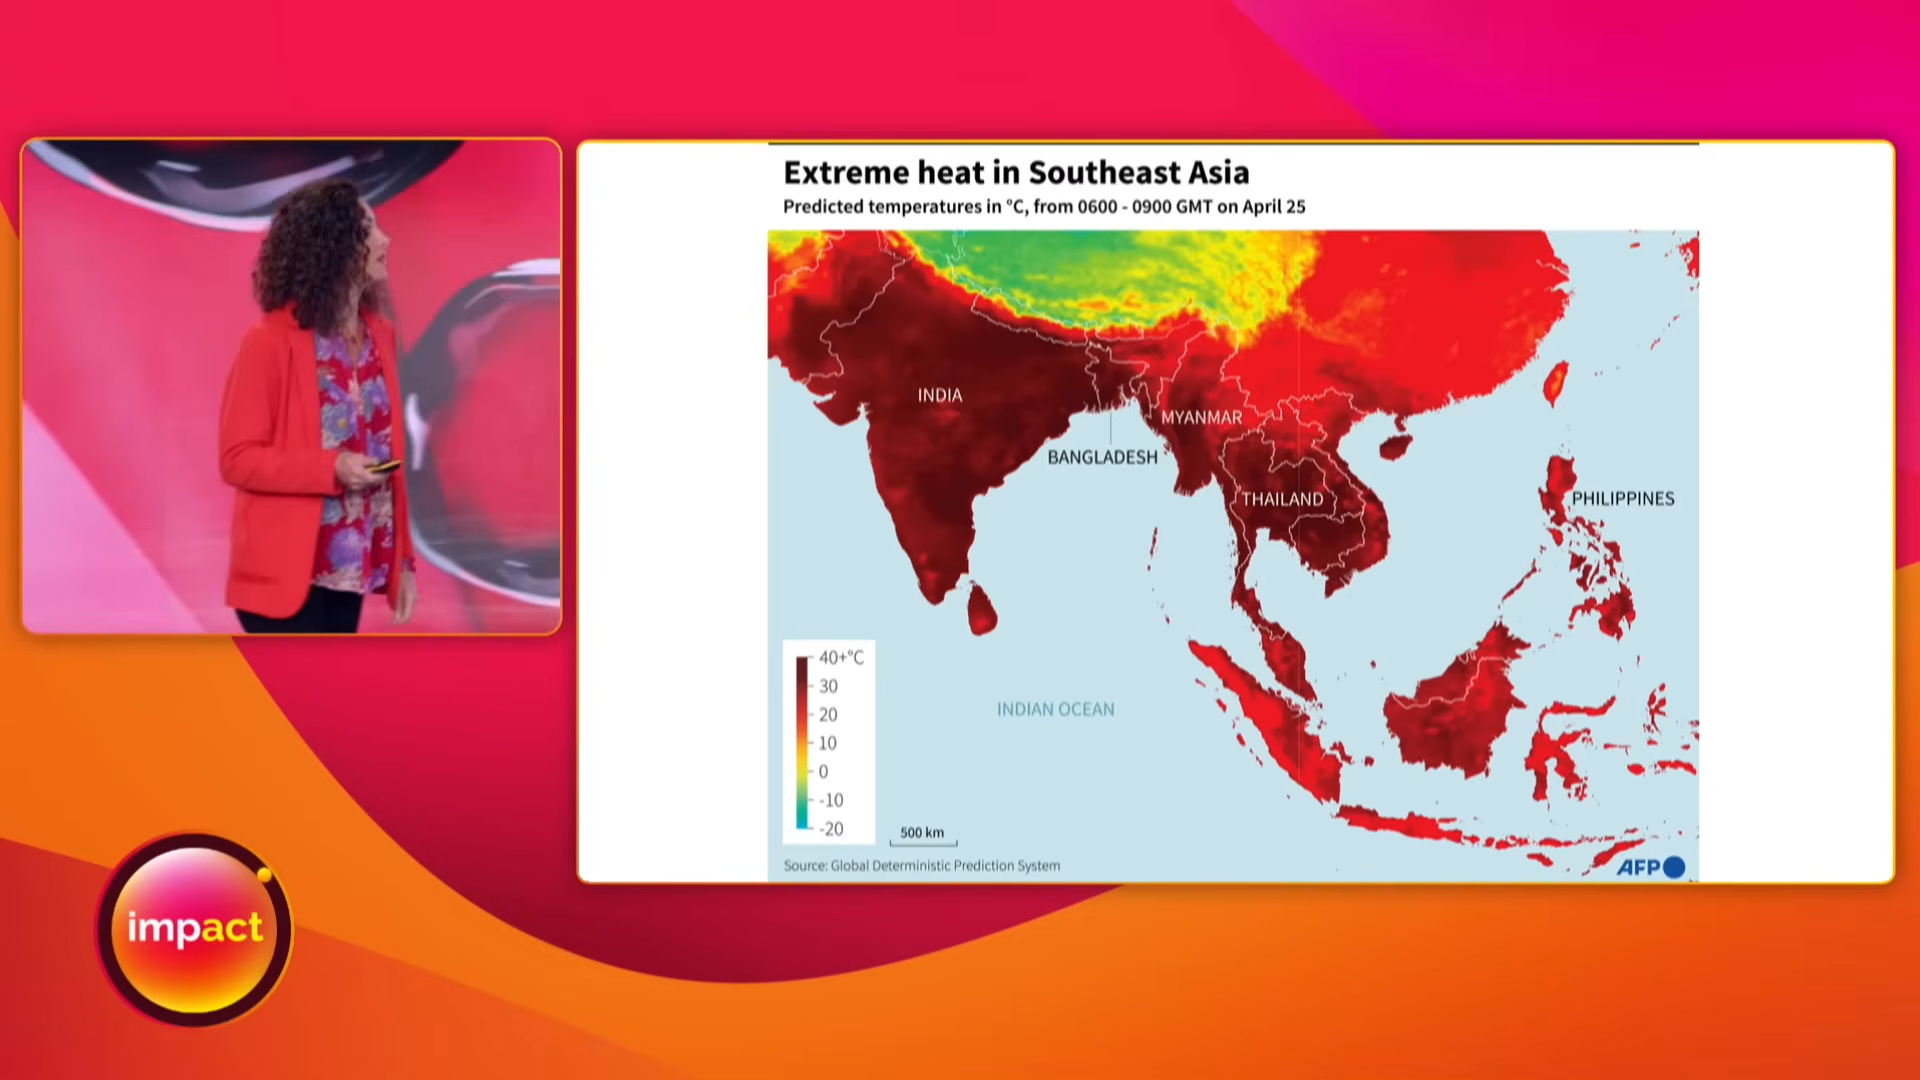 Extreme heat in Southeast Asia
Predicted temperatures in °C, from 0600 - 0900 GMT on April 25
INDIA
MYANMAR
BANGLADESH
THAILAND
PHILIPPINES
INDIAN OCEAN
40+°C
30
20
10
0
-10
-20
500 km
Source: Global Deterministic Prediction System
AFP
impact